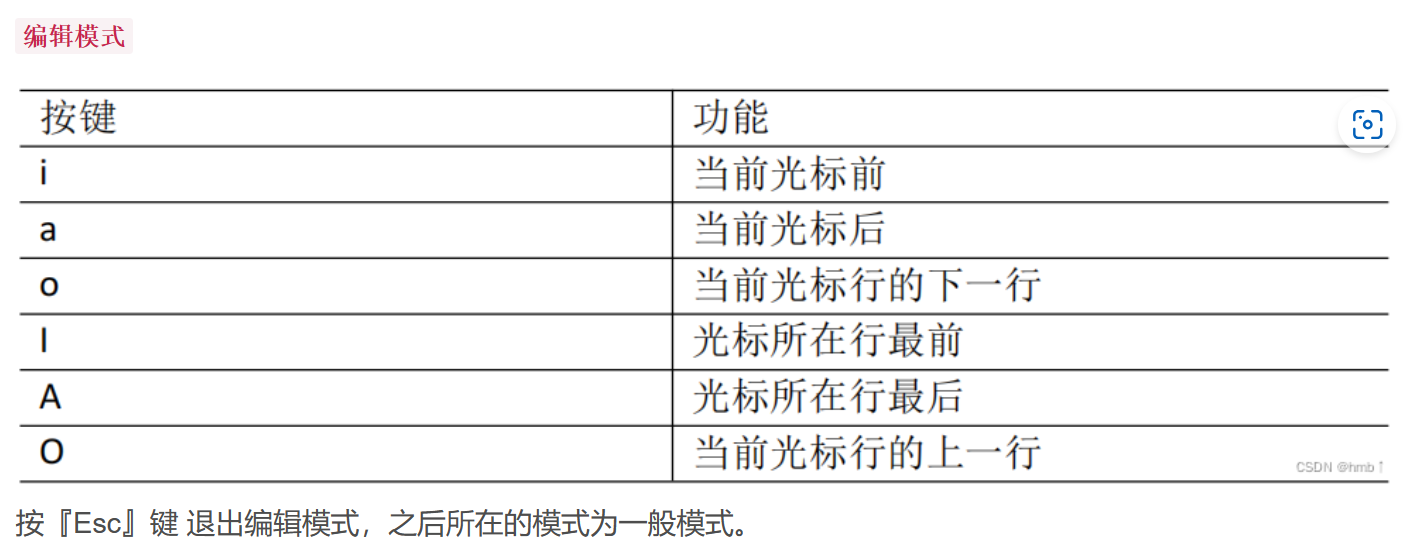 编辑模式
按键 功能
i 当前光标前
a 当前光标后
o 当前光标行的下一行
I 光标所在行最前
A 光标所在行最后
O 当前光标行的上一行
CSDN @hmb↑
按『Esc』键 退出编辑模式，之后所在的模式为一般模式。